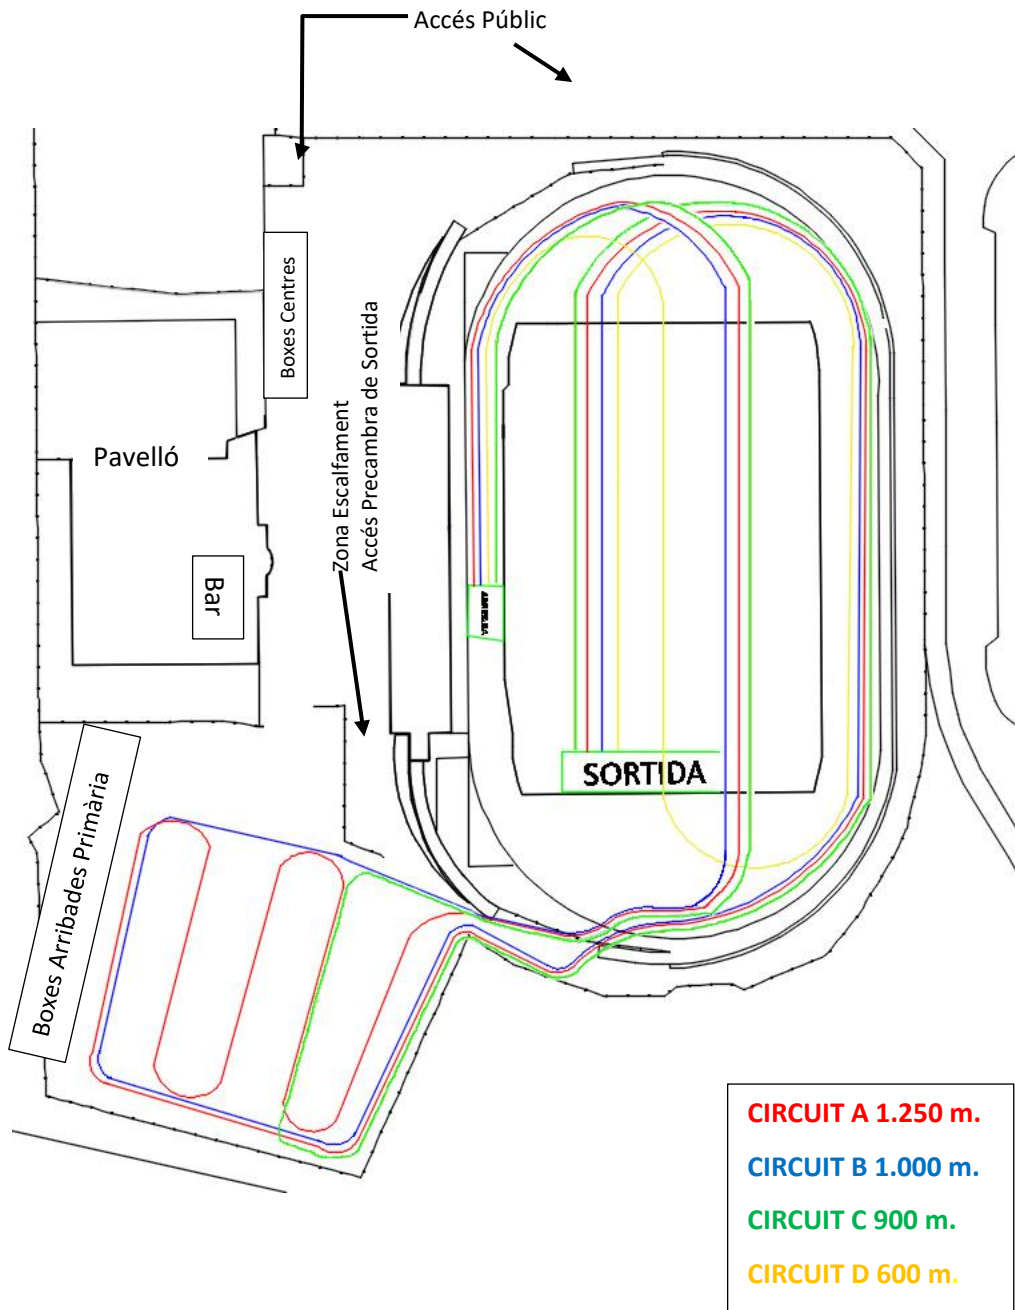 Accés Públic
Boxes Centres
Zona Escalfament
Accés Precambra de Sortida
Pavelló
Bar
ARRIBADA
SORTIDA
Boxes Arribades Primària
CIRCUIT A 1.250 m.
CIRCUIT B 1.000 m.
CIRCUIT C 900 m.
CIRCUIT D 600 m.